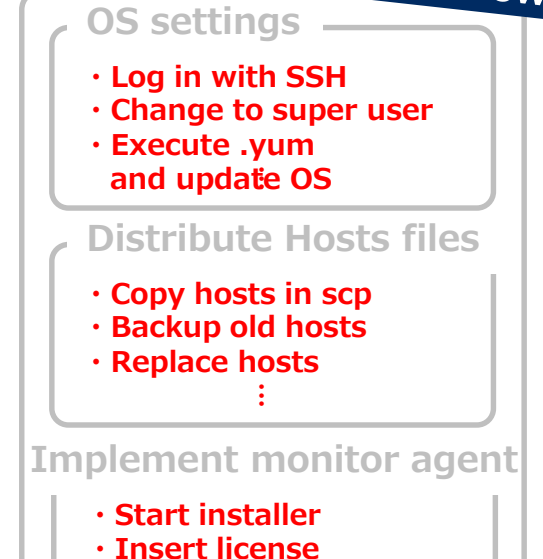 OS settings
・Log in with SSH
・Change to super user
・Execute .yum
and update OS
⋮
Distribute Hosts files
・Copy hosts in scp
・Backup old hosts
・Replace hosts
⋮
Implement monitor agent
・Start installer
・Insert license